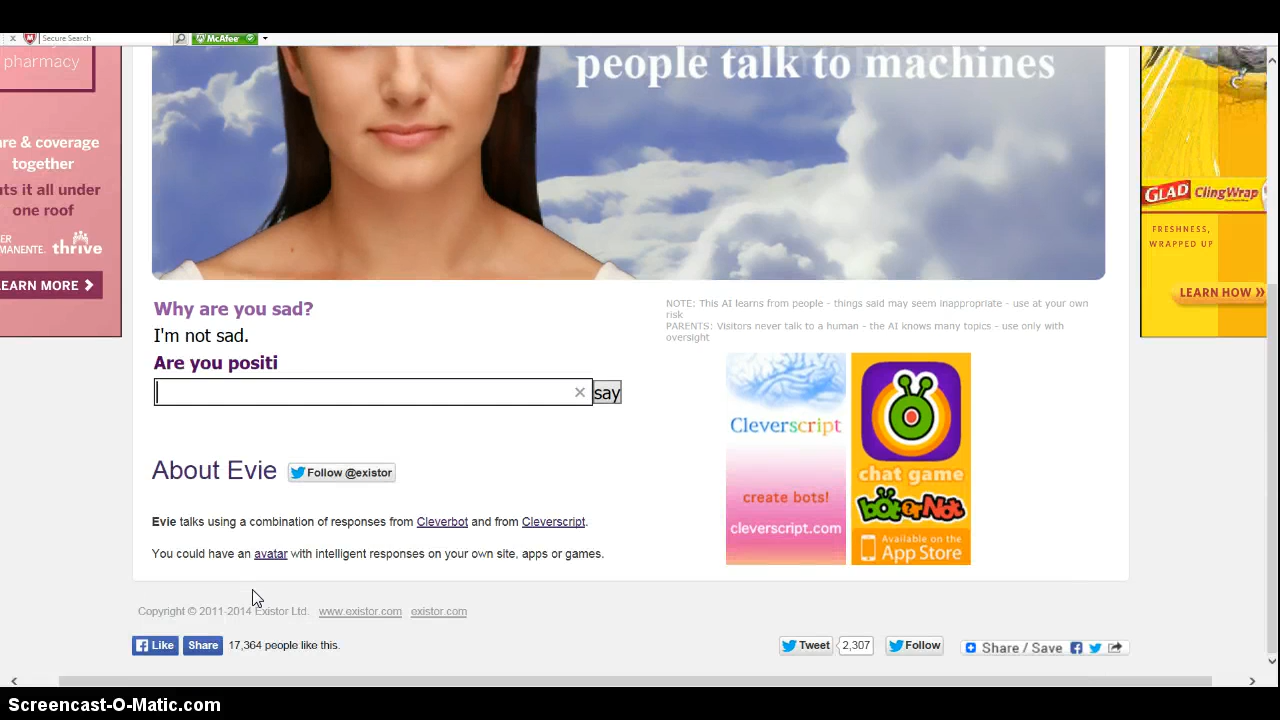 Secure Search
McAfee
people talk to machines
pharmacy
re & coverage
together
ts it all under
one roof
ER
MANENTE. thrive
EARN MORE
GLAD ClingWrap
FRESHNESS,
WRAPPED UP
LEARN HOW
Why are you sad?
I'm not sad.
Are you positi
say
NOTE: This AI learns from people - things said may seem inappropriate - use at your own
risk
PARENTS: Visitors never talk to a human - the AI knows many topics - use only with
oversight
Cleverscript
create bots!
cleverscript.com
chat game
botorNot
Available on the
App Store
About Evie
Follow @existor
Evie talks using a combination of responses from Cleverbot and from Cleverscript.
You could have an avatar with intelligent responses on your own site, apps or games.
Copyright © 2011-2014 Existor Ltd. www.existor.com existor.com
Like Share 17,364 people like this.
Tweet 2,307 Follow Share / Save
Screencast-O-Matic.com